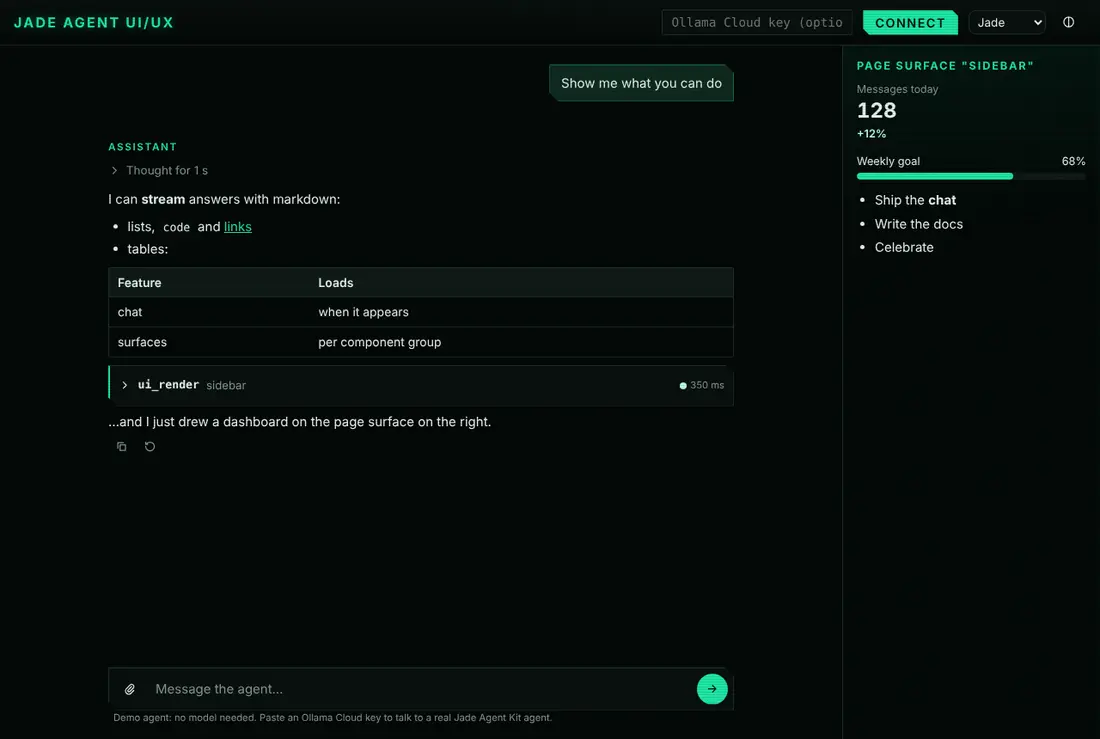 JADE AGENT UI/UX
Ollama Cloud key (optio
CONNECT
Jade
Show me what you can do
ASSISTANT
Thought for 1 s
I can stream answers with markdown:
• lists, code and links
• tables:
Feature Loads
chat when it appears
surfaces per component group
ui_render sidebar 350 ms
...and I just drew a dashboard on the page surface on the right.
Message the agent...
Demo agent: no model needed. Paste an Ollama Cloud key to talk to a real Jade Agent Kit agent.
PAGE SURFACE "SIDEBAR"
Messages today
128
+12%
Weekly goal 68%
• Ship the chat
• Write the docs
• Celebrate